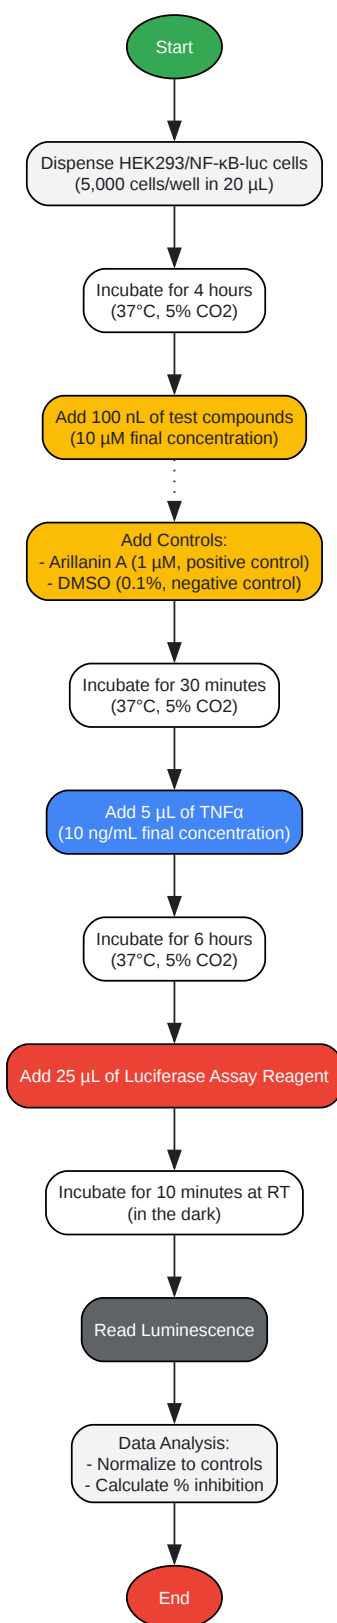 Start
Dispense HEK293/NF-κB-luc cells
(5,000 cells/well in 20 µL)
Incubate for 4 hours
(37°C, 5% CO2)
Add 100 nL of test compounds
(10 µM final concentration)
Add Controls:
- Arillanin A (1 µM, positive control)
- DMSO (0.1%, negative control)
Incubate for 30 minutes
(37°C, 5% CO2)
Add 5 µL of TNFα
(10 ng/mL final concentration)
Incubate for 6 hours
(37°C, 5% CO2)
Add 25 µL of Luciferase Assay Reagent
Incubate for 10 minutes at RT
(in the dark)
Read Luminescence
Data Analysis:
- Normalize to controls
- Calculate % inhibition
End